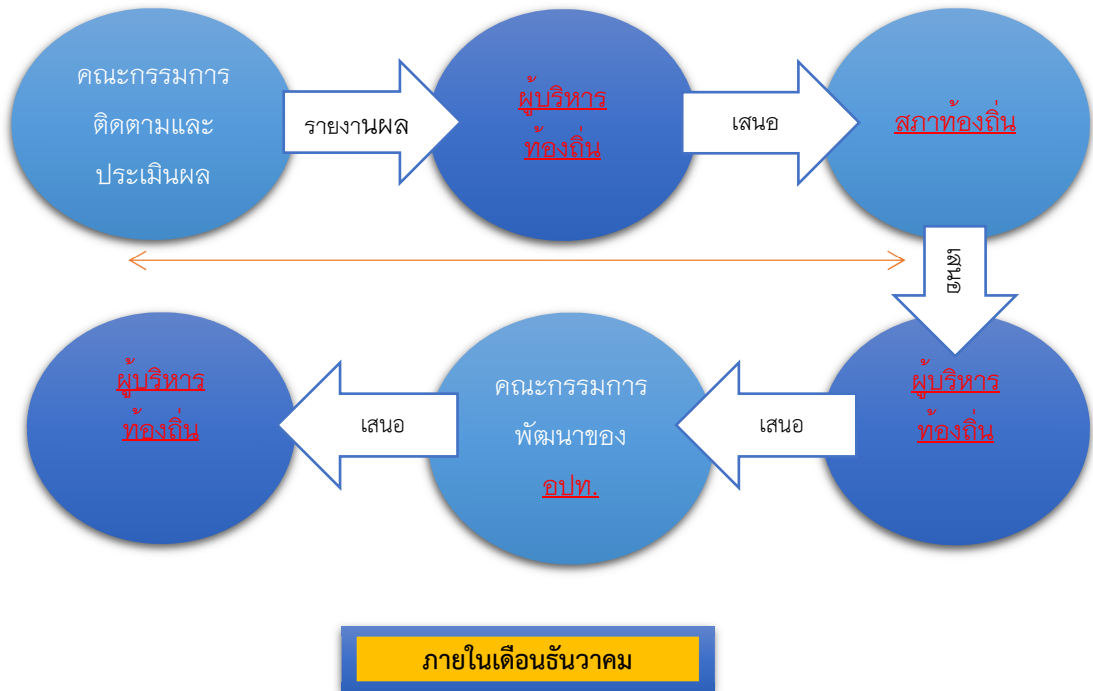 คณะกรรมการ
ติดตามและ
ประเมินผล
รายงานผล
ผู้บริหาร
ท้องถิ่น
เสนอ
สภาท้องถิ่น
เสนอ
ผู้บริหาร
ท้องถิ่น
เสนอ
คณะกรรมการ
พัฒนาของ
อปท.
เสนอ
ผู้บริหาร
ท้องถิ่น
ภายในเดือนธันวาคม